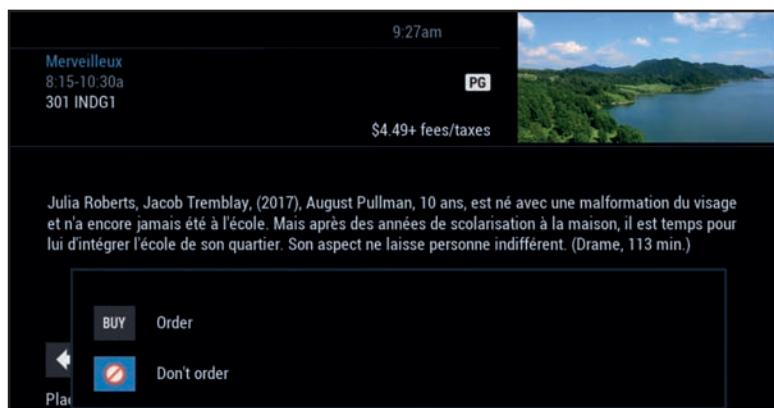 9:27am
Merveilleux
8:15-10:30a
PG
301 INDG1
$4.49+ fees/taxes
Julia Roberts, Jacob Tremblay, (2017), August Pullman, 10 ans, est né avec une malformation du visage
et n'a encore jamais été à l'école. Mais après des années de scolarisation à la maison, il est temps pour
lui d'intégrer l'école de son quartier. Son aspect ne laisse personne indifférent. (Drame, 113 min.)
BUY Order
Don't order